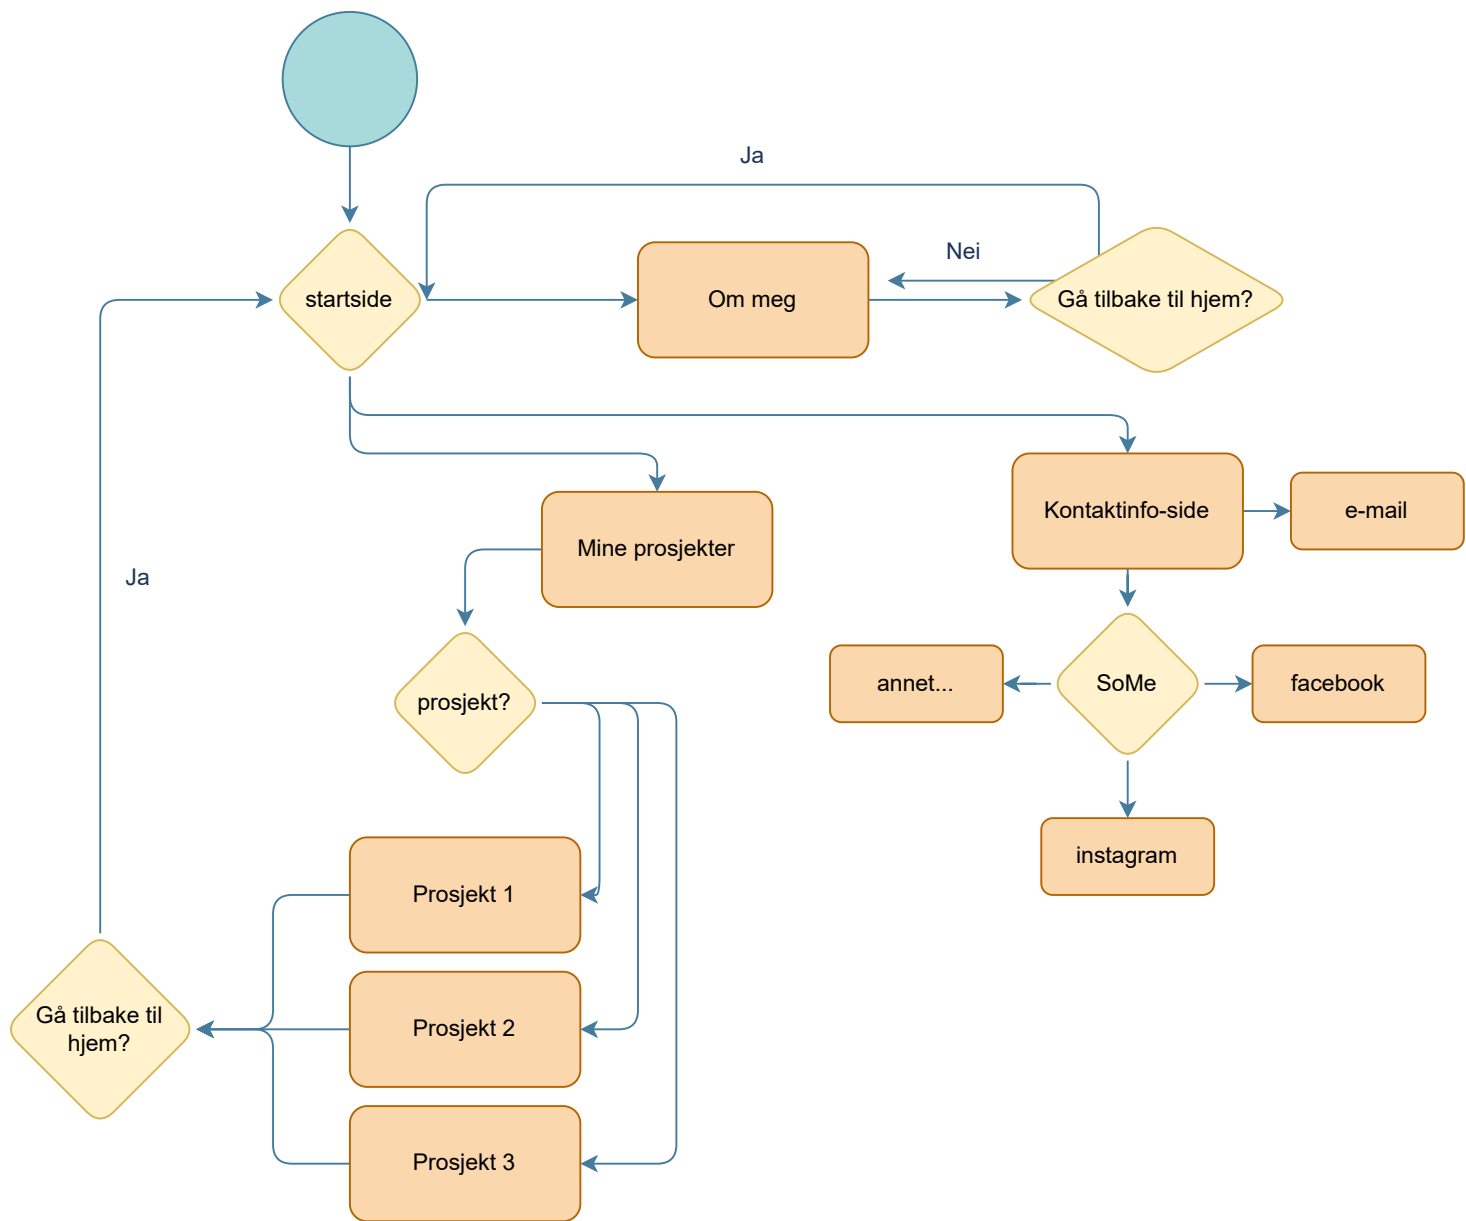 Ja
Nei
startside
Om meg
Gå tilbake til hjem?
Kontaktinfo-side
e-mail
Mine prosjekter
Ja
annet...
SoMe
facebook
prosjekt?
instagram
Prosjekt 1
Gå tilbake til
hjem?
Prosjekt 2
Prosjekt 3